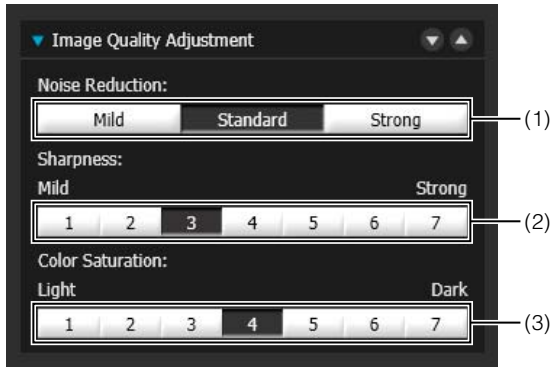 Image Quality Adjustment
Noise Reduction:
Mild Standard Strong (1)
Sharpness:
Mild Strong
1 2 3 4 5 6 7 (2)
Color Saturation:
Light Dark
1 2 3 4 5 6 7 (3)